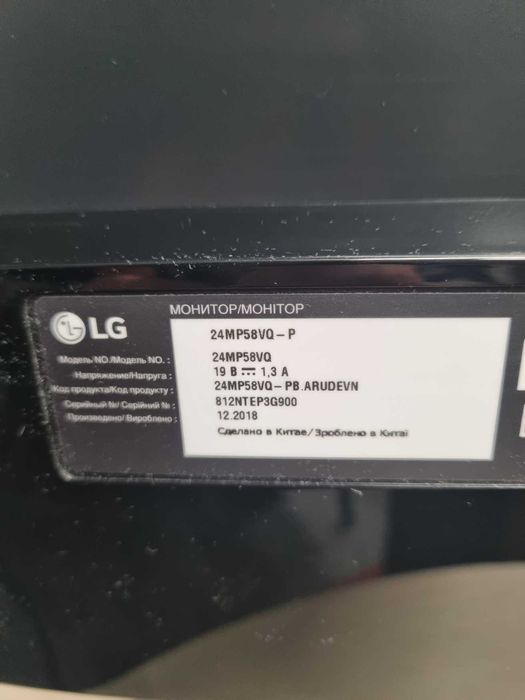 LG
МОНИТОР/МОНІТОР
24MP58VQ-P
Модель NO./Модель NO. : 24MP58VQ
Напряжение/Напруга : 19 В ⎓ 1,3 А
Код продукта/Код продукту : 24MP58VQ-PB.ARUDEVN
Серийный №/Серійний № : 812NTEP3G900
Произведено/Вироблено : 12.2018
Сделано в Китае/Зроблено в Китаї